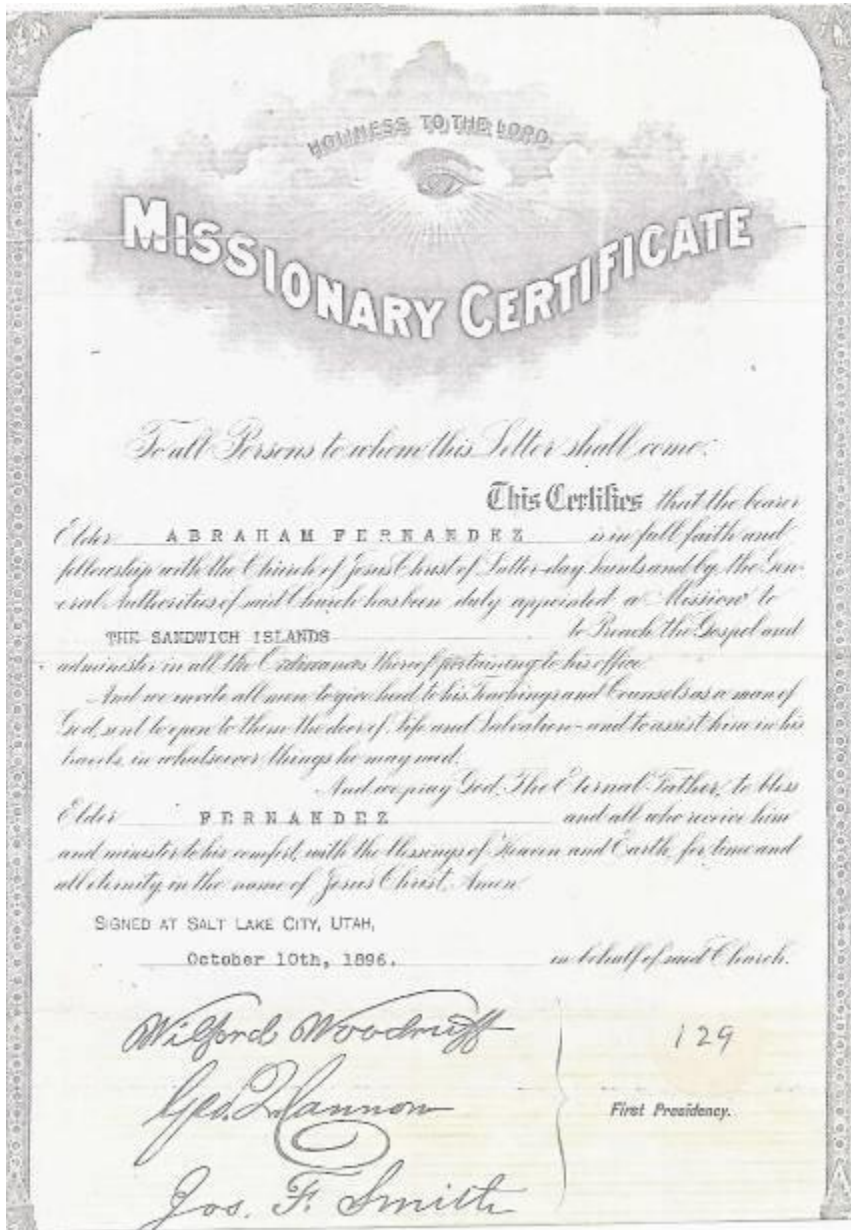 HOLINESS TO THE LORD.
MISSIONARY CERTIFICATE
To all Persons to whom this Letter shall come:
This Certifies that the bearer
Elder ABRAHAM FERNANDEZ is in full faith and
fellowship with the Church of Jesus Christ of Latter-day Saints and by the Gen-
eral Authorities of said Church has been duly appointed a Mission to
THE SANDWICH ISLANDS to Preach the Gospel and
administer in all the Ordinances thereof pertaining to his office.
And we invite all men to give heed to his Teachings and Counsels as a man of
God, sent to open to them the door of Life and Salvation – and to assist him in his
travels, in whatsoever things he may need.
And we pray God, The Eternal Father, to bless
Elder FERNANDEZ and all who receive him
and minister to his comfort, with the blessings of Heaven and Earth, for time and
all eternity in the name of Jesus Christ, Amen.
SIGNED AT SALT LAKE CITY, UTAH,
October 10th, 1896. in behalf of said Church.
Wilford Woodruff
129
Geo. Q. Cannon
First Presidency.
Jos. F. Smith